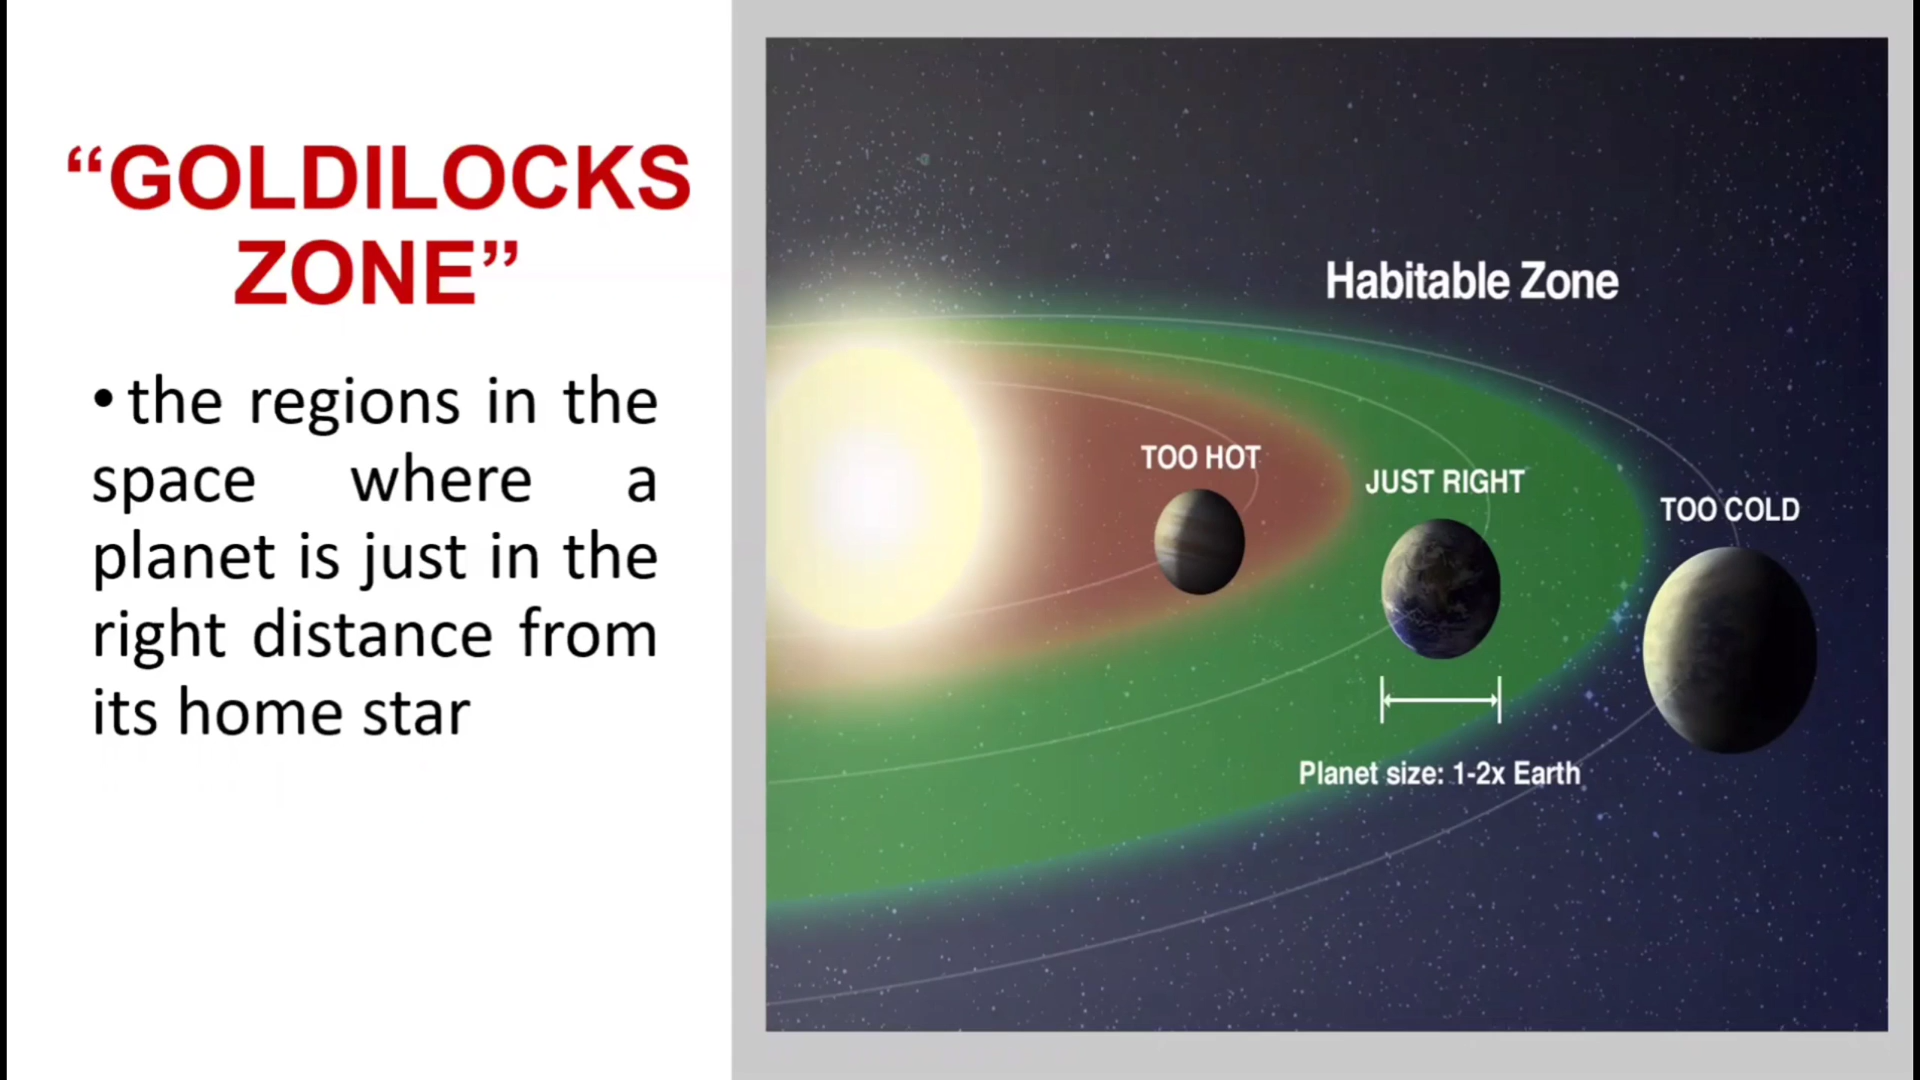 “GOLDILOCKS
ZONE”
• the regions in the
space where a
planet is just in the
right distance from
its home star
Habitable Zone
TOO HOT
JUST RIGHT
TOO COLD
Planet size: 1-2x Earth